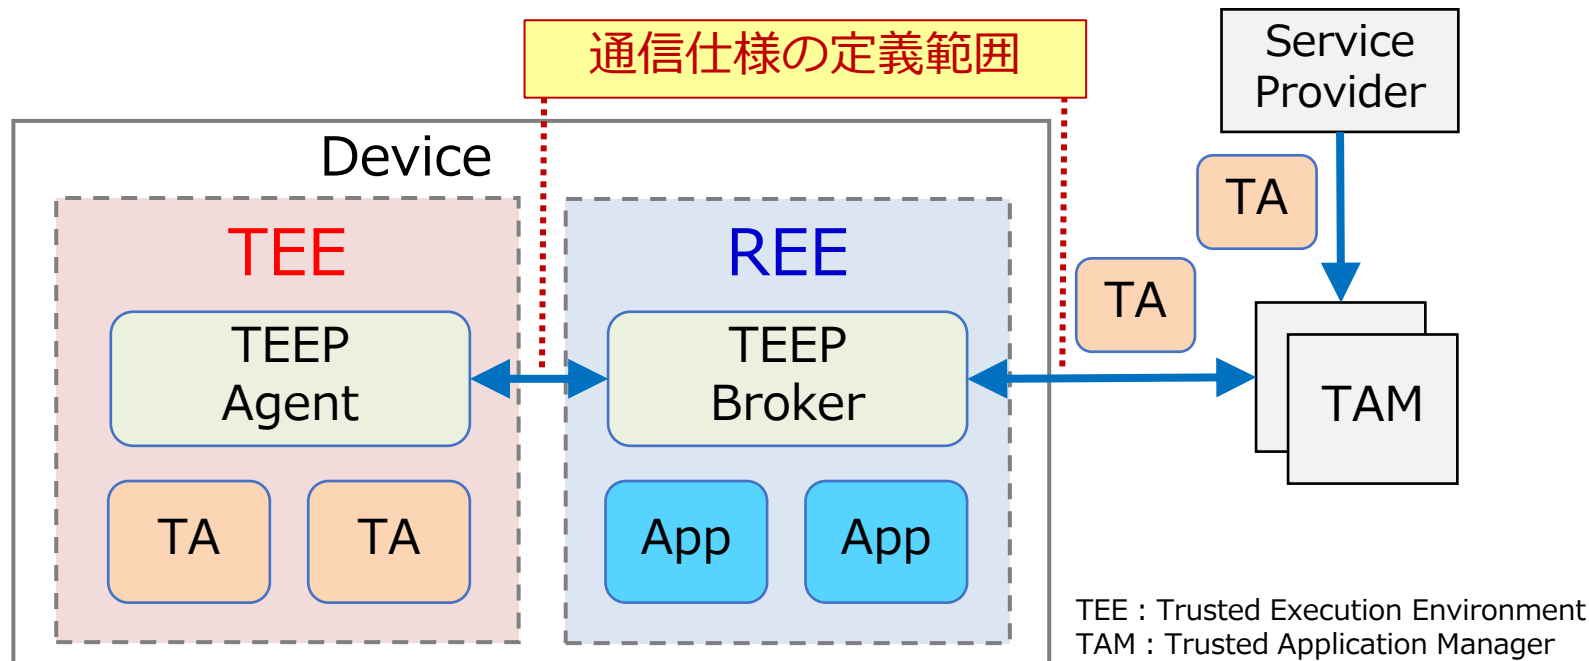 通信仕様の定義範囲
Service
Provider
Device
TA
TEE
REE
TA
TEEP
Agent
TEEP
Broker
TAM
TA
TA
App
App
TEE : Trusted Execution Environment
TAM : Trusted Application Manager